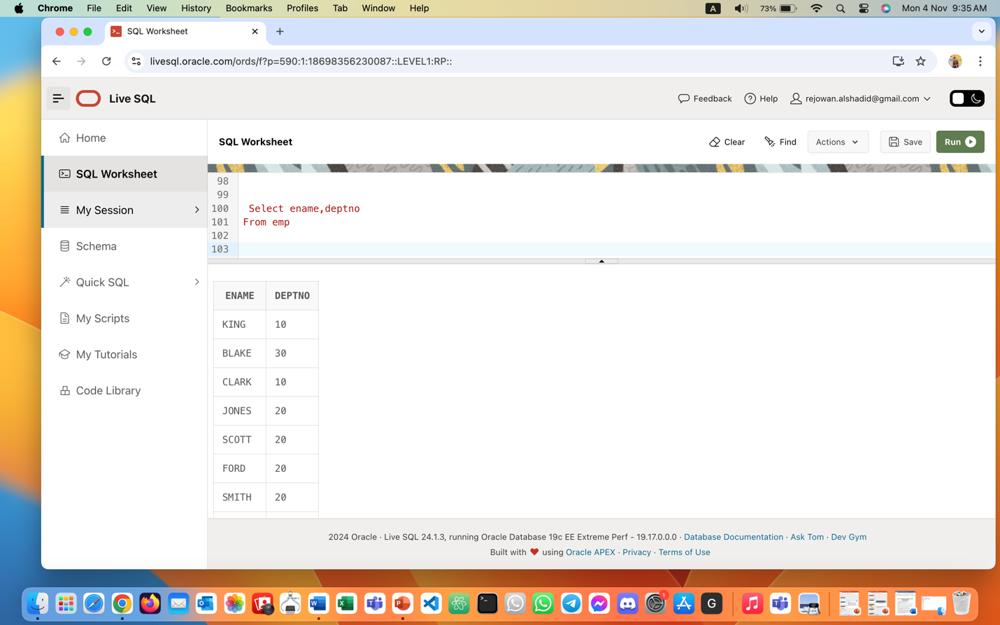 Chrome File Edit View History Bookmarks Profiles Tab Window Help A 73% Mon 4 Nov 9:35 AM
SQL Worksheet
livesql.oracle.com/ords/f?p=590:1:18698356230087::LEVEL1:RP::
Live SQL Feedback Help rejowan.alshadid@gmail.com
Home
SQL Worksheet
My Session
Schema
Quick SQL
My Scripts
My Tutorials
Code Library
SQL Worksheet Clear Find Actions Save Run
98
99
100 Select ename,deptno
101 From emp
102
103
ENAME DEPTNO
KING 10
BLAKE 30
CLARK 10
JONES 20
SCOTT 20
FORD 20
SMITH 20
2024 Oracle · Live SQL 24.1.3, running Oracle Database 19c EE Extreme Perf - 19.17.0.0.0 · Database Documentation · Ask Tom · Dev Gym
Built with ❤ using Oracle APEX · Privacy · Terms of Use
1
G